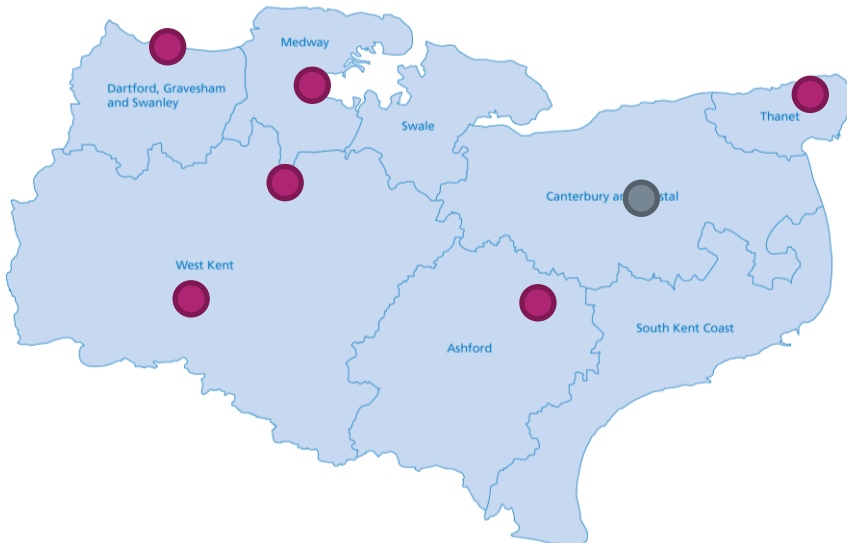 Medway
Dartford, Gravesham
and Swanley
Thanet
Swale
Canterbury
West Kent
South Kent Coast
Ashford